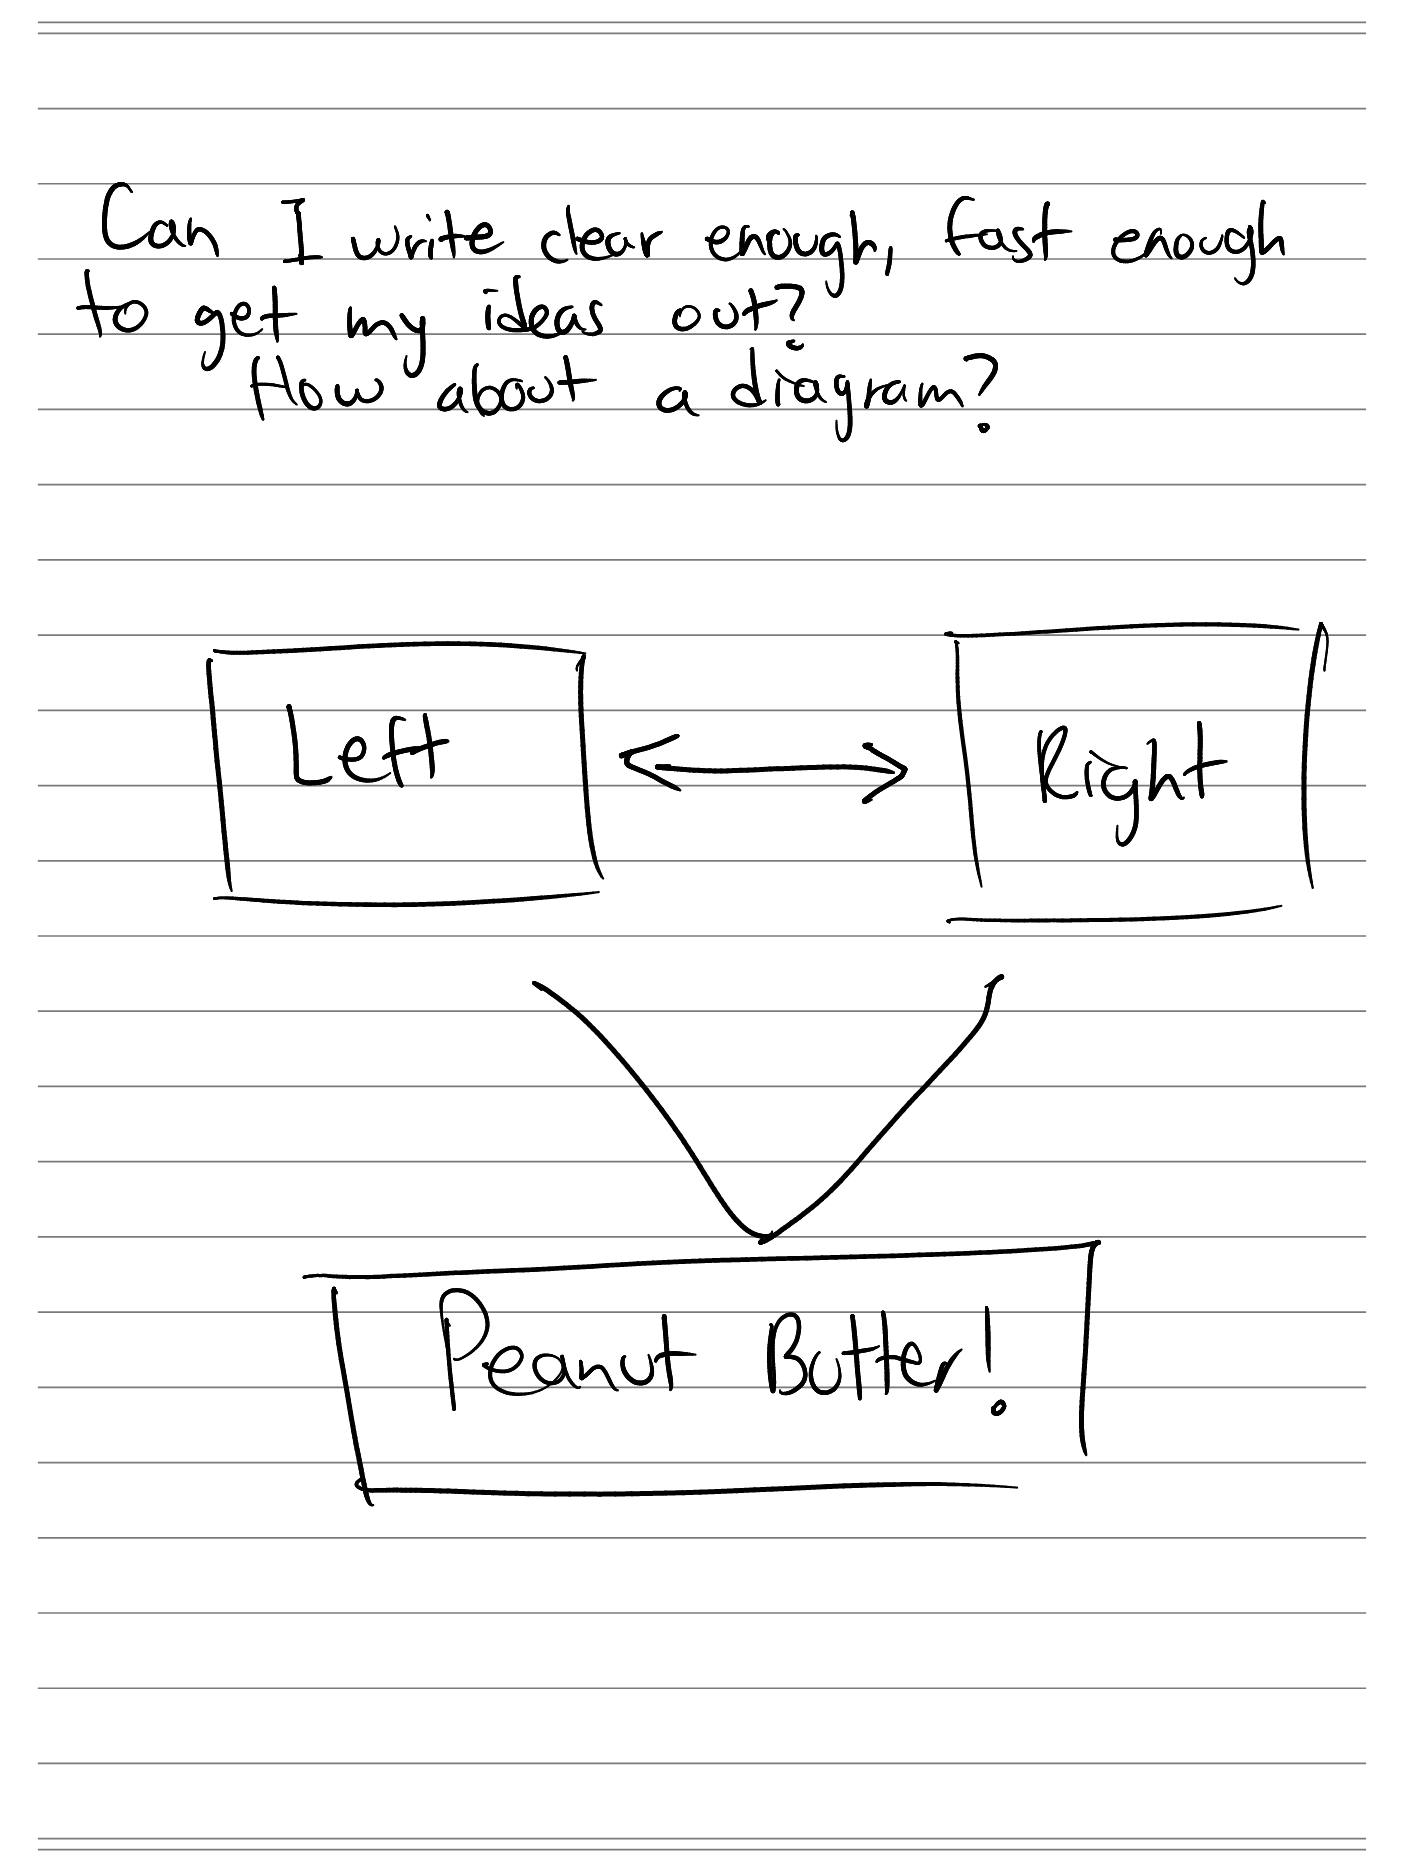 Can I write clear enough, fast enough
to get my ideas out?
How about a diagram?
Left
Right
Peanut Butter!